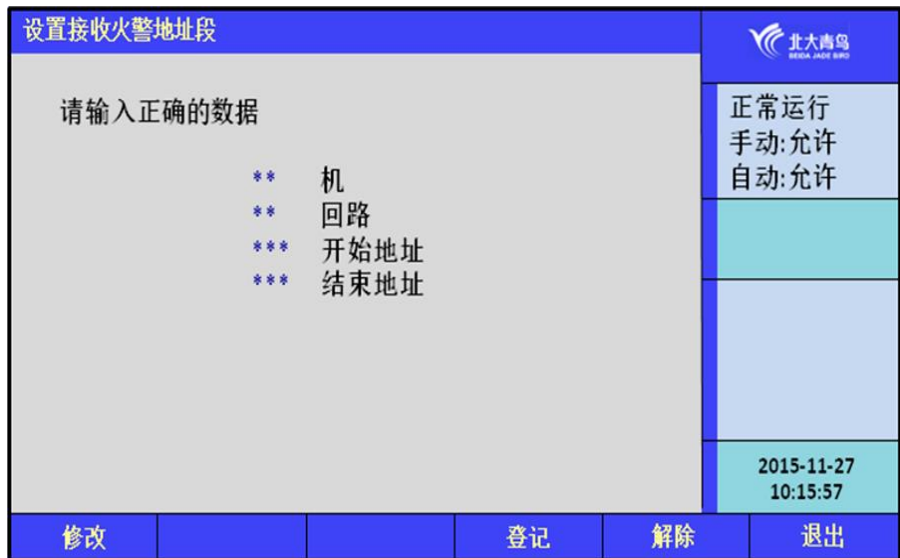 设置接收火警地址段
北大青鸟
BEIDA JADE BIRD
请输入正确的数据
** 机
** 回路
*** 开始地址
*** 结束地址
正常运行
手动:允许
自动:允许
2015-11-27
10:15:57
修改 登记 解除 退出